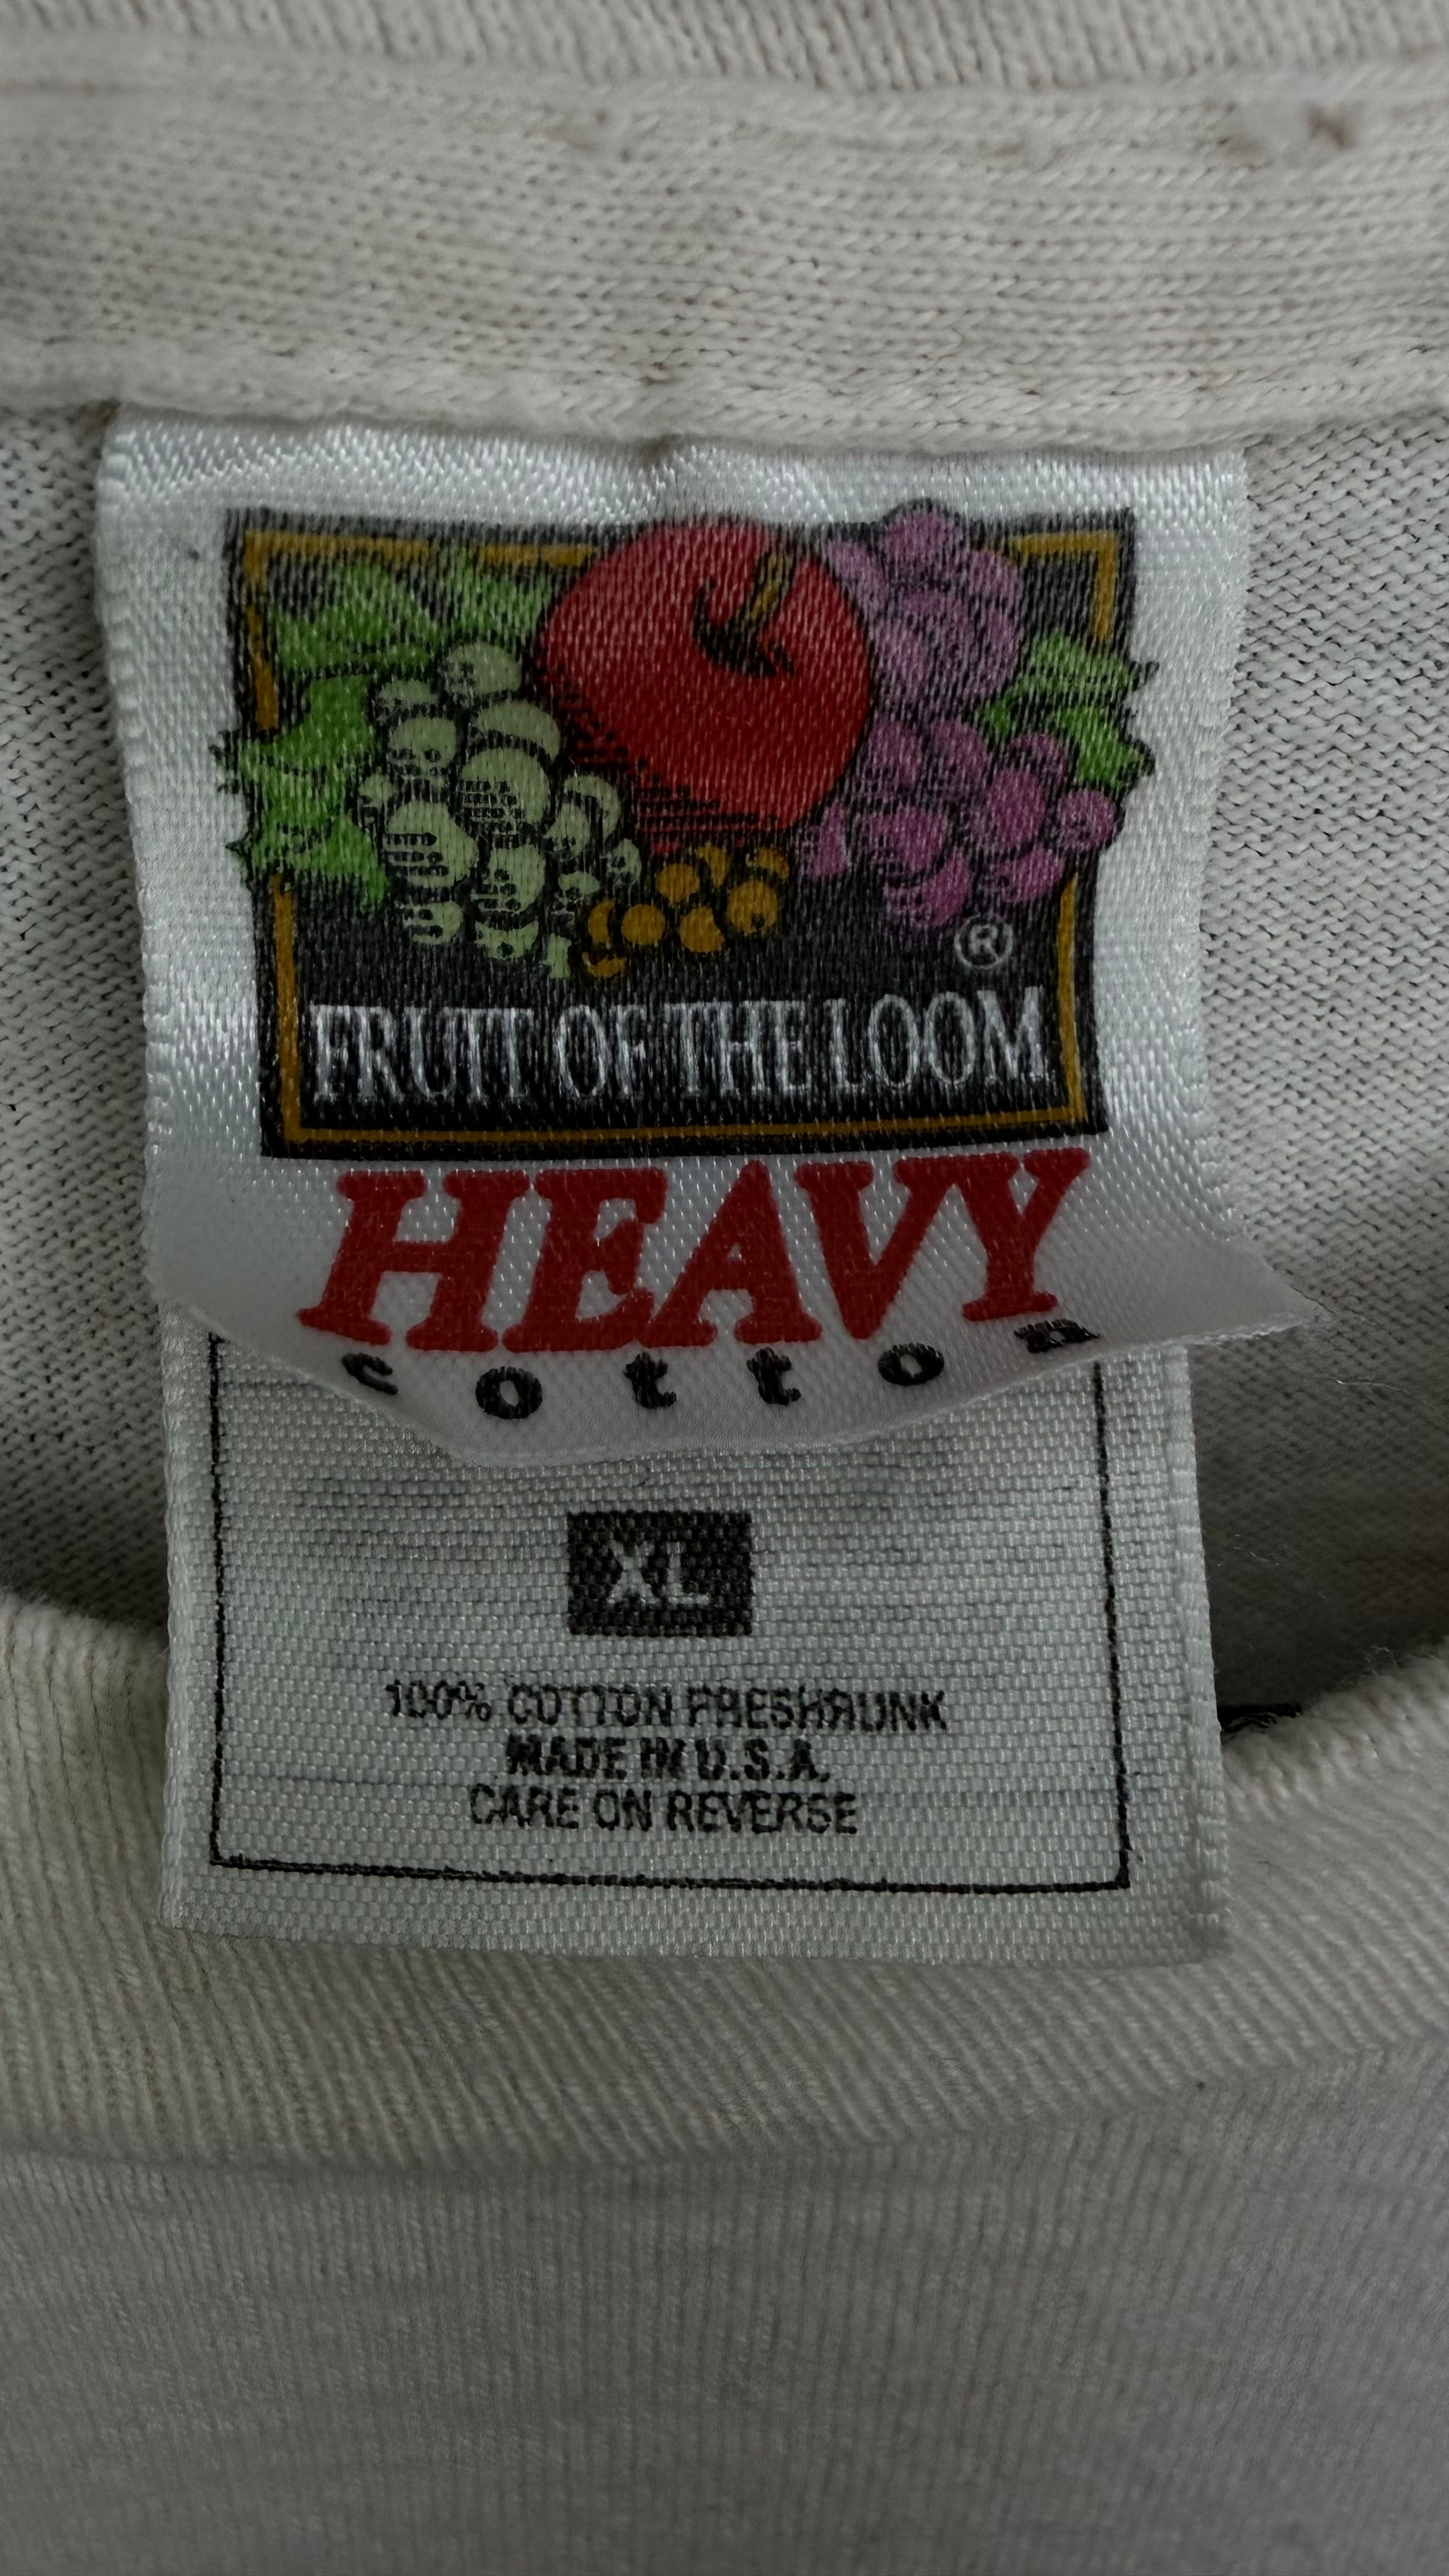 ®
FRUIT OF THE LOOM
HEAVY
cotton
XL
100% COTTON PRESHRUNK
MADE IN U.S.A.
CARE ON REVERSE